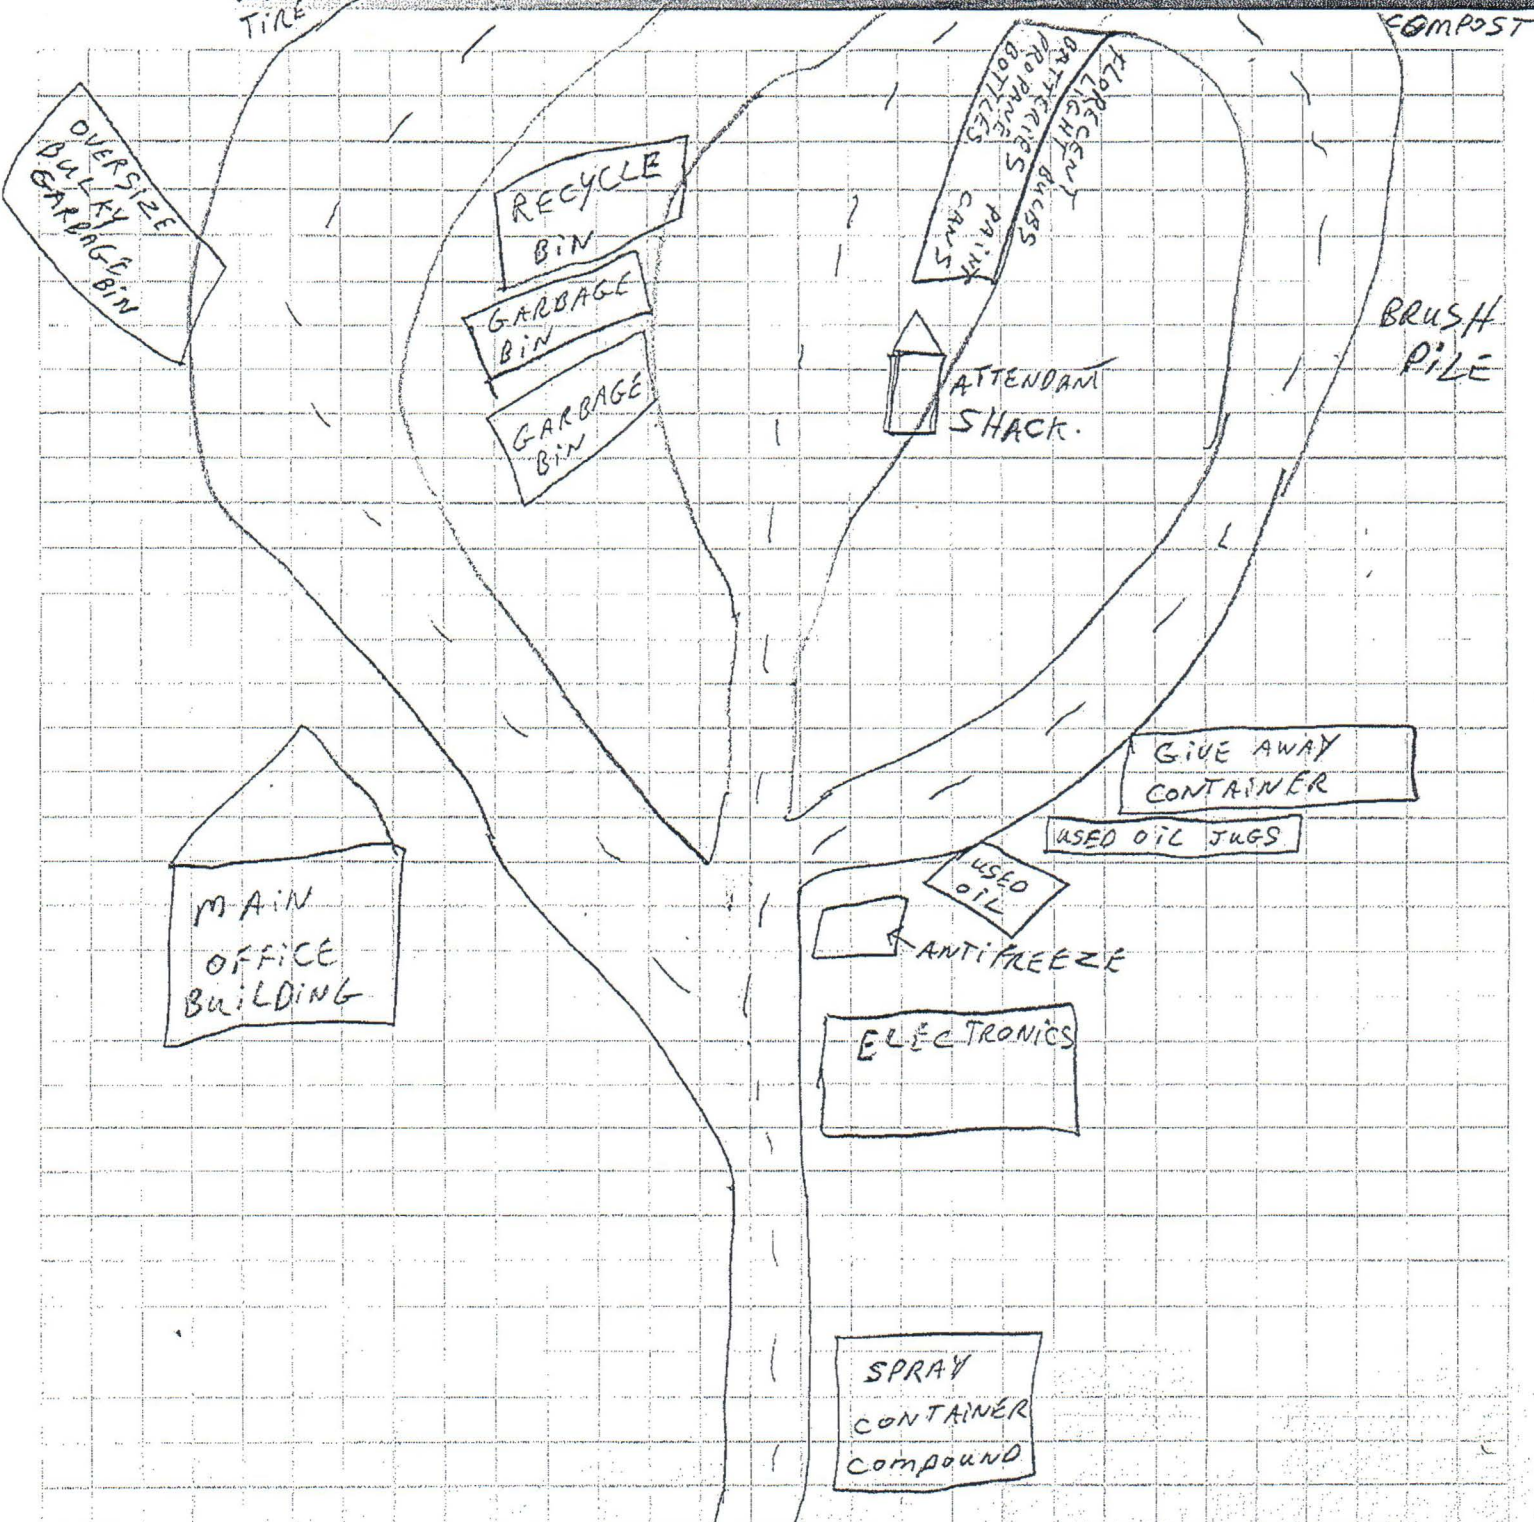 TIRE
COMPOST
OVERSIZE
BULKY
GARBAGE
BIN
RECYCLE
BIN
GARBAGE
BIN
GARBAGE
BIN
FLORECENT
LIGHT BULBS
BATTERIES PAINT
PROPANE CANS
BOTTLES
ATTENDANT
SHACK.
BRUSH
PILE
GIVE AWAY
CONTAINER
USED OIL JUGS
USED
OIL
ANTIFREEZE
MAIN
OFFICE
BUILDING
ELECTRONICS
SPRAY
CONTAINER
COMPOUND